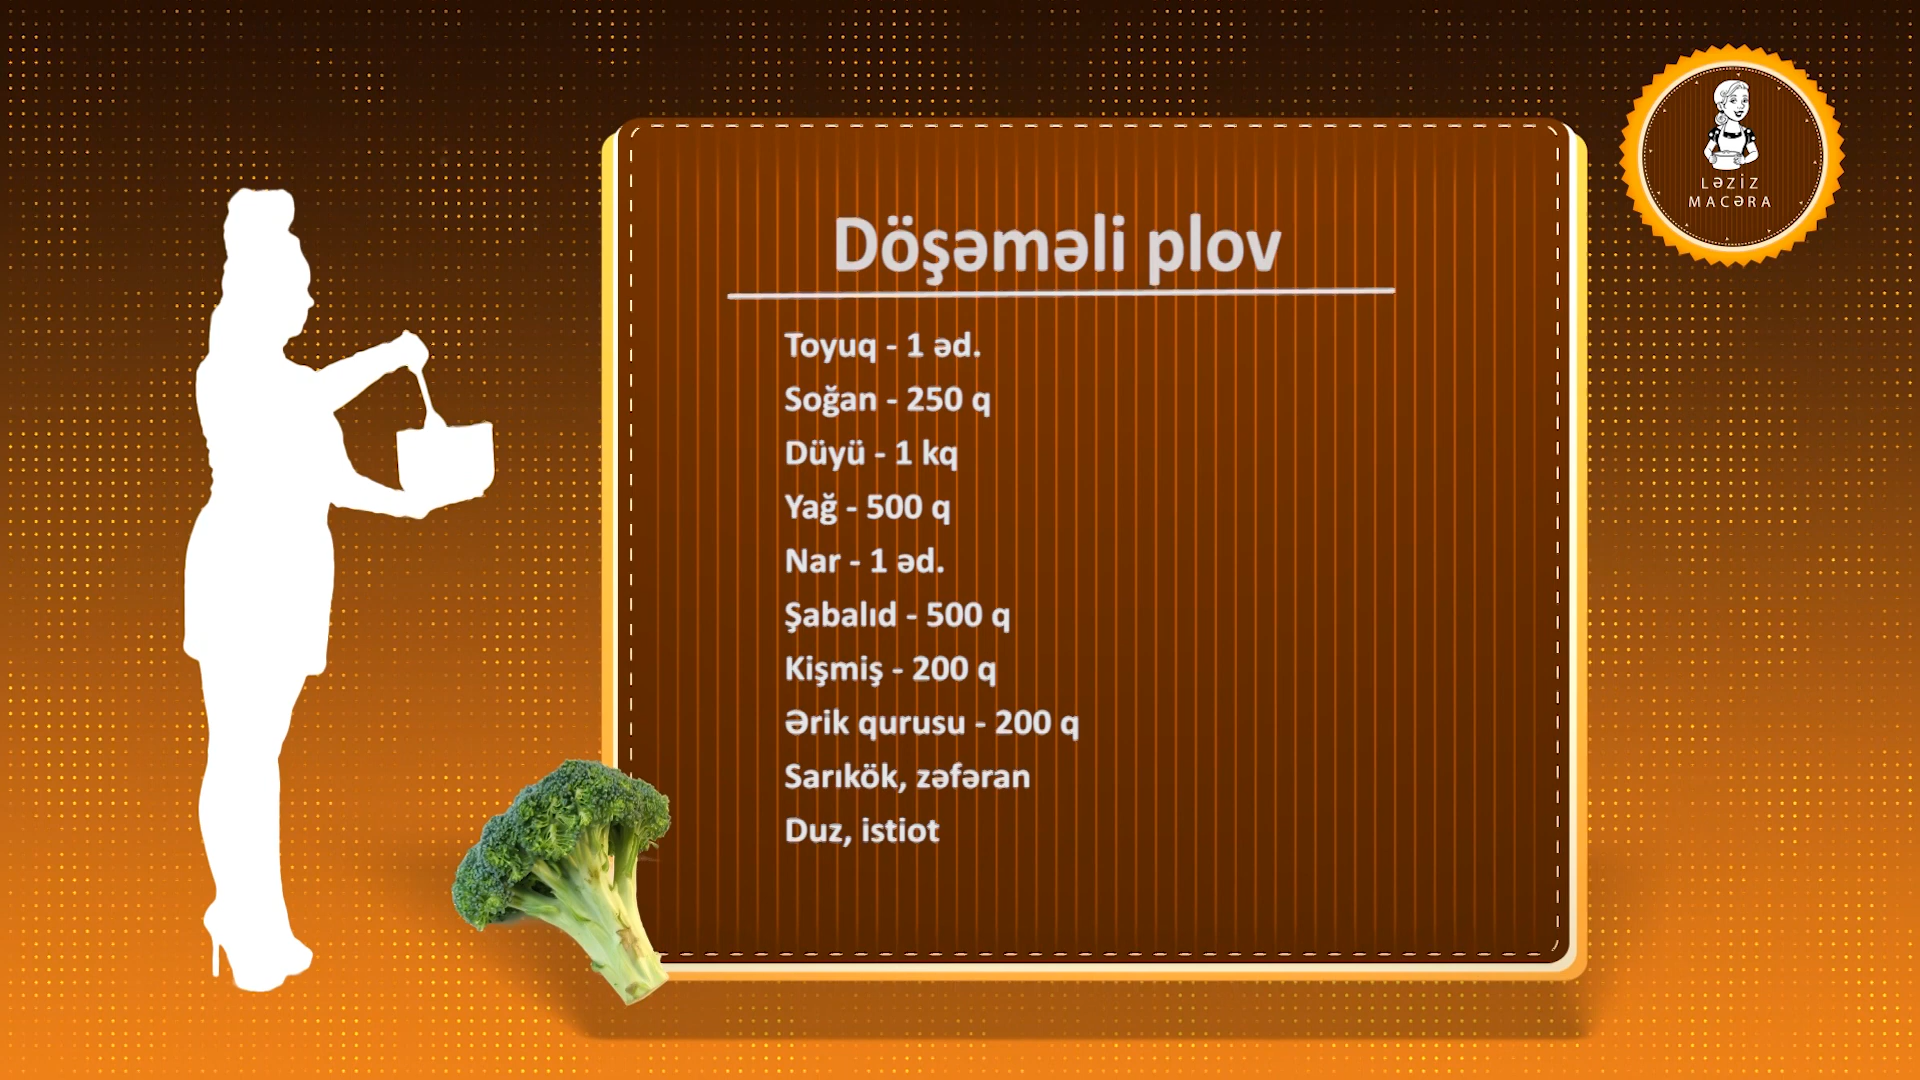 Döşəməli plov
Toyuq - 1 əd.
Soğan - 250 q
Düyü - 1 kq
Yağ - 500 q
Nar - 1 əd.
Şabalıd - 500 q
Kişmiş - 200 q
Ərik qurusu - 200 q
Sarıkök, zəfəran
Duz, istiot
LƏZİZ
MACƏRA